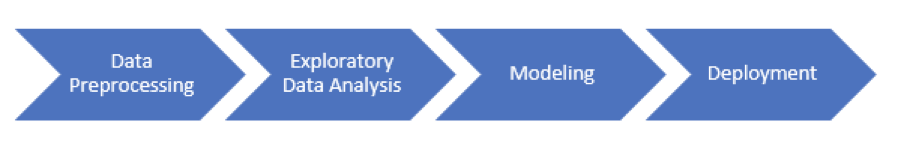 Data
Preprocessing
Exploratory
Data Analysis
Modeling
Deployment